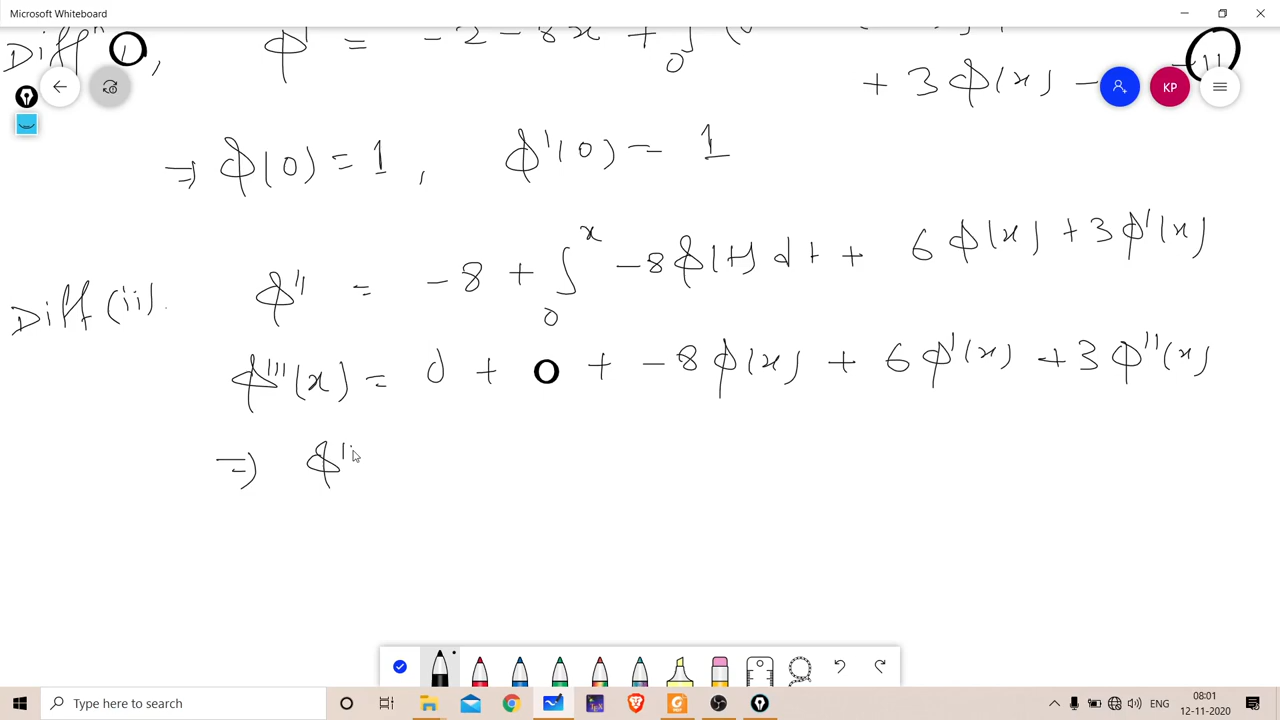 Microsoft Whiteboard
Diffⁿ 1, φ' = -2 - 8x + ∫₀
+ 3φ(x) - ii
KP
⇒ φ(0) = 1, φ'(0) = 1
Diff (ii). φ'' = -8 + ∫₀ˣ -8φ(t) dt + 6φ(x) + 3φ'(x)
φ'''(x) = 0 + 0 + -8φ(x) + 6φ'(x) + 3φ''(x)
⇒ φ''
Type here to search
ENG
08:01
12-11-2020